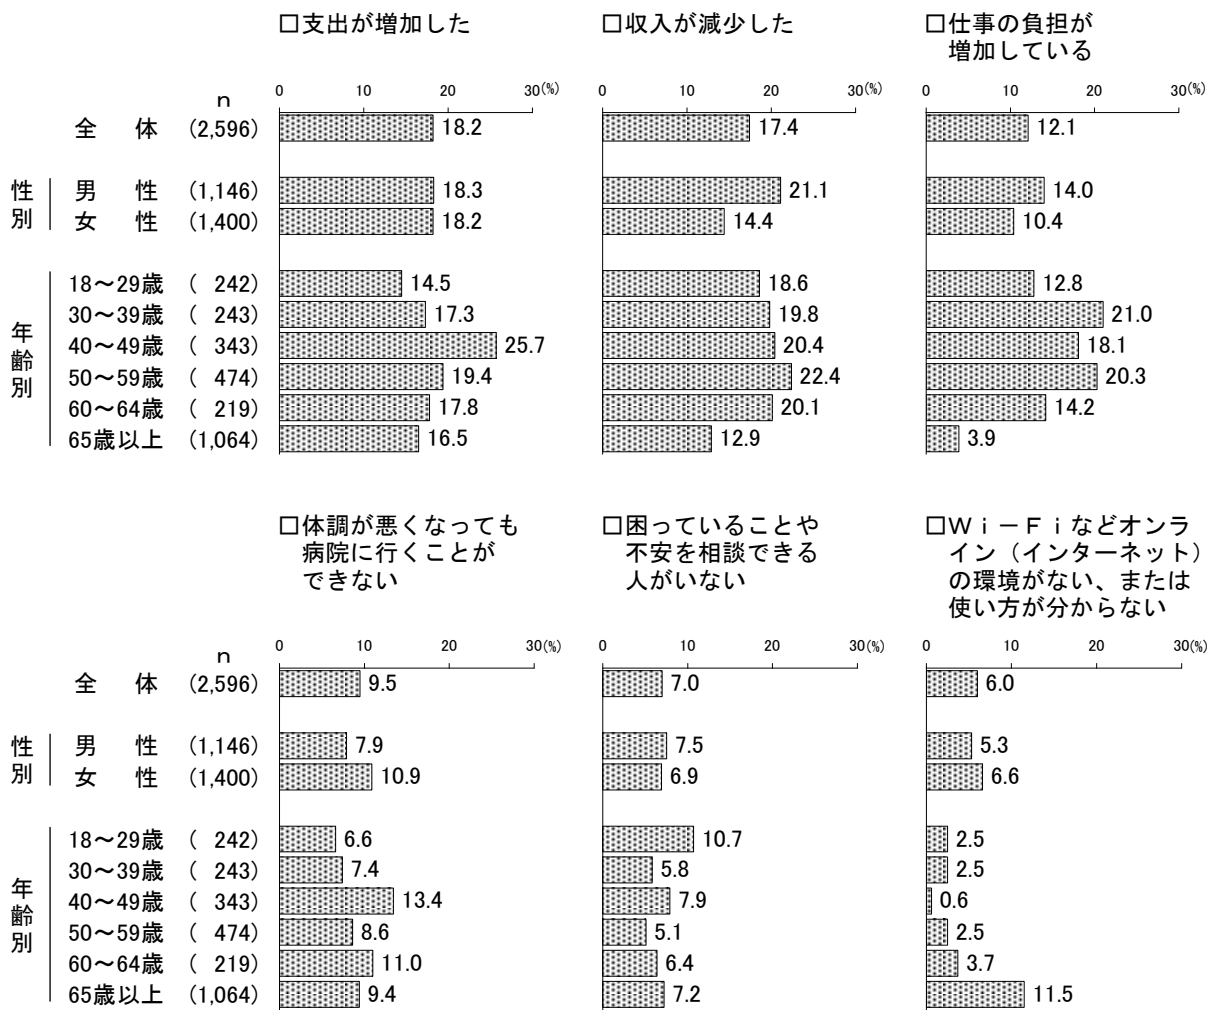 □支出が増加した
□収入が減少した
□仕事の負担が
増加している
0 10 20 30(%)
0 10 20 30(%)
0 10 20 30(%)
n
全 体 (2,596) 18.2 17.4 12.1
性別
男 性 (1,146) 18.3 21.1 14.0
女 性 (1,400) 18.2 14.4 10.4
年齢別
18～29歳 ( 242) 14.5 18.6 12.8
30～39歳 ( 243) 17.3 19.8 21.0
40～49歳 ( 343) 25.7 20.4 18.1
50～59歳 ( 474) 19.4 22.4 20.3
60～64歳 ( 219) 17.8 20.1 14.2
65歳以上 (1,064) 16.5 12.9 3.9
□体調が悪くなっても
病院に行くことが
できない
□困っていることや
不安を相談できる
人がいない
□Ｗｉ－Ｆｉなどオンラ
イン（インターネット）
の環境がない、または
使い方が分からない
0 10 20 30(%)
0 10 20 30(%)
0 10 20 30(%)
n
全 体 (2,596) 9.5 7.0 6.0
性別
男 性 (1,146) 7.9 7.5 5.3
女 性 (1,400) 10.9 6.9 6.6
年齢別
18～29歳 ( 242) 6.6 10.7 2.5
30～39歳 ( 243) 7.4 5.8 2.5
40～49歳 ( 343) 13.4 7.9 0.6
50～59歳 ( 474) 8.6 5.1 2.5
60～64歳 ( 219) 11.0 6.4 3.7
65歳以上 (1,064) 9.4 7.2 11.5